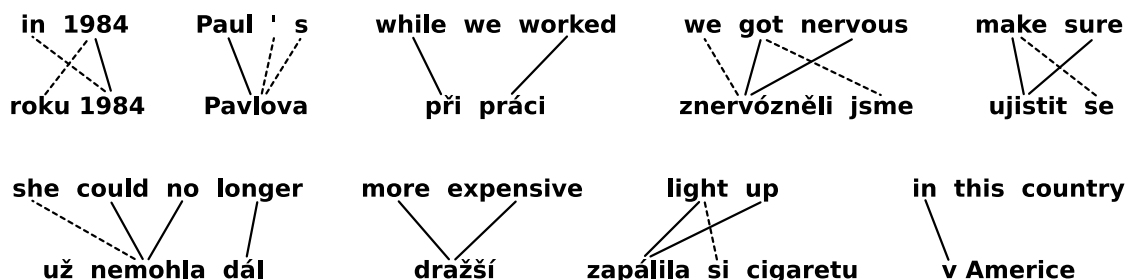 in 1984 Paul ' s while we worked we got nervous make sure
roku 1984 Pavlova při práci znervózněli jsme ujistit se
she could no longer more expensive light up in this country
už nemohla dál dražší zapálila si cigaretu v Americe